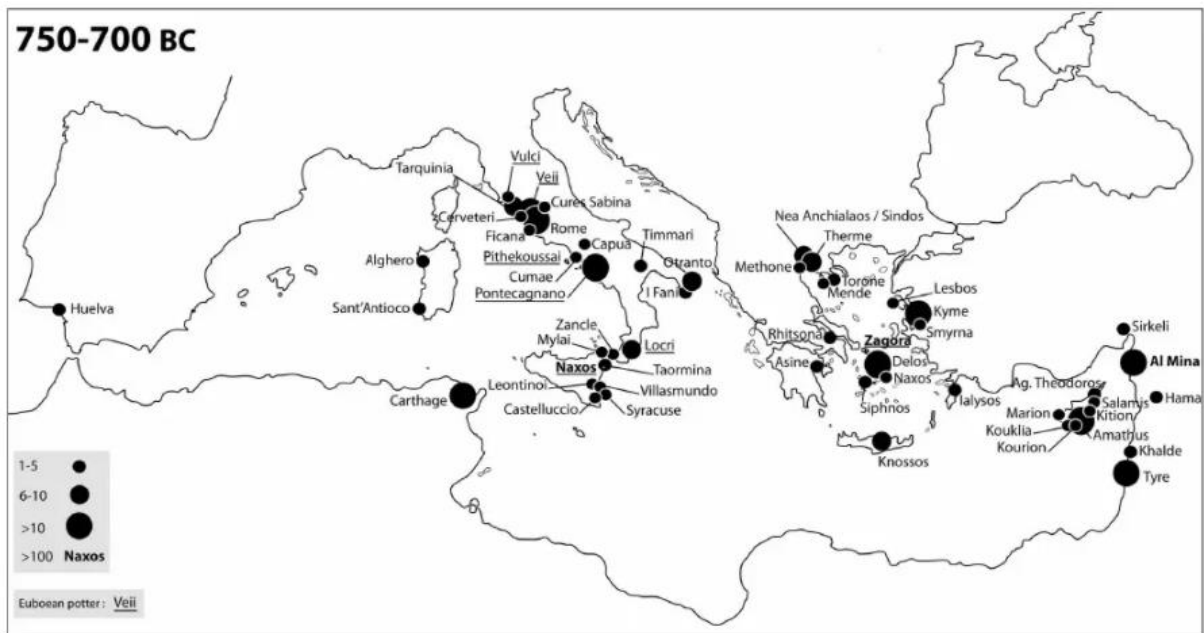 750-700 BC
Vulci
Tarquinia
Veii
Cures Sabina
Cerveteri
Rome
Ficana
Capua
Timmari
Pithekoussai
Otranto
Cumae
I Fani
Pontecagnano
Alghero
Sant'Antioco
Huelva
Zancle
Mylai
Locri
Naxos
Taormina
Leontinoi
Villasmundo
Castelluccio
Syracuse
Carthage
Nea Anchialaos / Sindos
Therme
Methone
Torone
Mende
Lesbos
Kyme
Smyrna
Rhitsona
Zagora
Asine
Delos
Naxos
Siphnos
Ialysos
Knossos
Sirkeli
Al Mina
Ag. Theodoros
Hama
Salamis
Marion
Kition
Kouklia
Amathus
Kourion
Khalde
Tyre
1-5
6-10
>10
>100 Naxos
Euboean potter : Veii